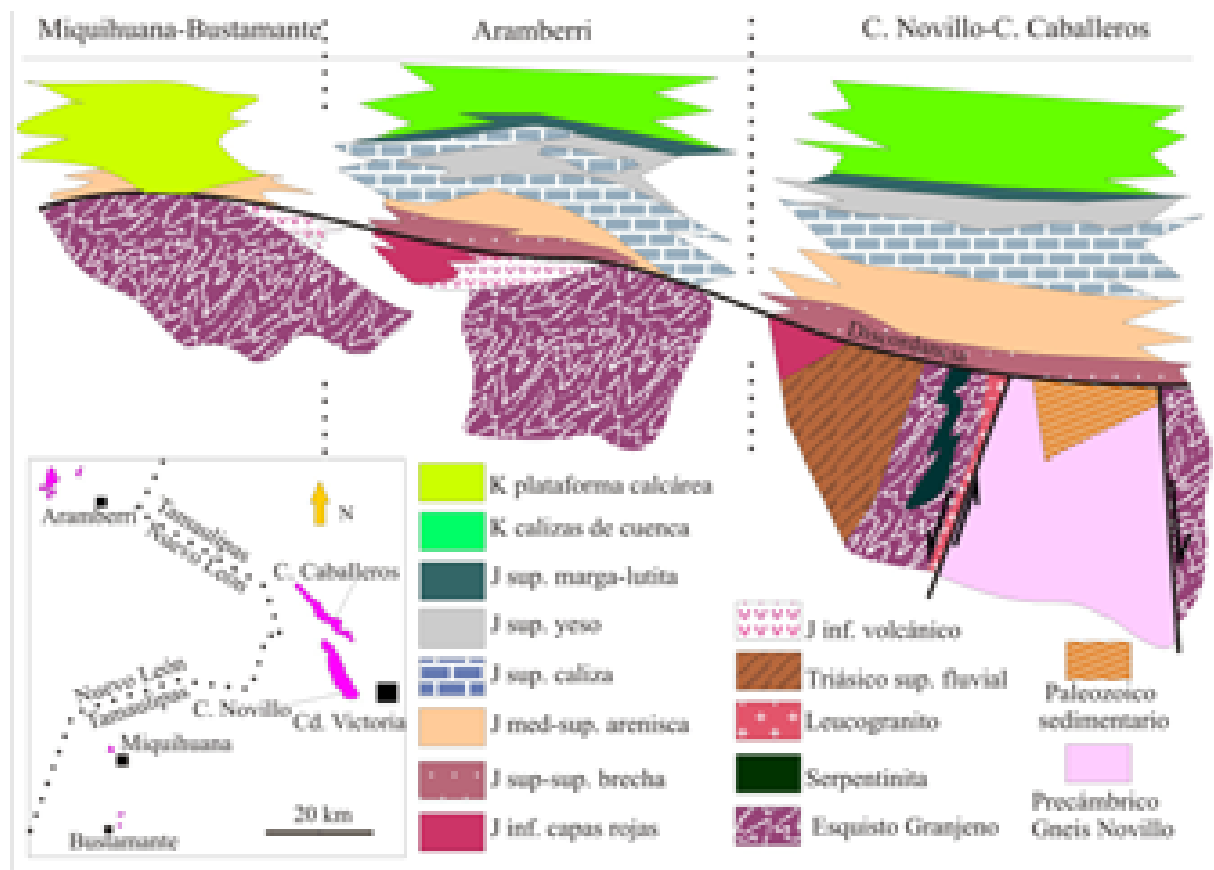 Miquihuana-Bustamante
Aramberri
C. Novillo-C. Caballeros
Discordancia
Aramberri
Tamaulipas
Nuevo León
N
C. Caballeros
Nuevo León
Tamaulipas
C. Novillo
Cd. Victoria
Miquihuana
20 km
Bustamante
K plataforma calcárea
K calizas de cuenca
J sup. marga-lutita
J sup. yeso
J sup. caliza
J med-sup. arenisca
J sup-sup. brecha
J inf. capas rojas
J inf. volcánico
Triásico sup. fluvial
Leucogranito
Serpentinita
Esquisto Granjeno
Paleozoico
sedimentario
Precámbrico
Gneis Novillo